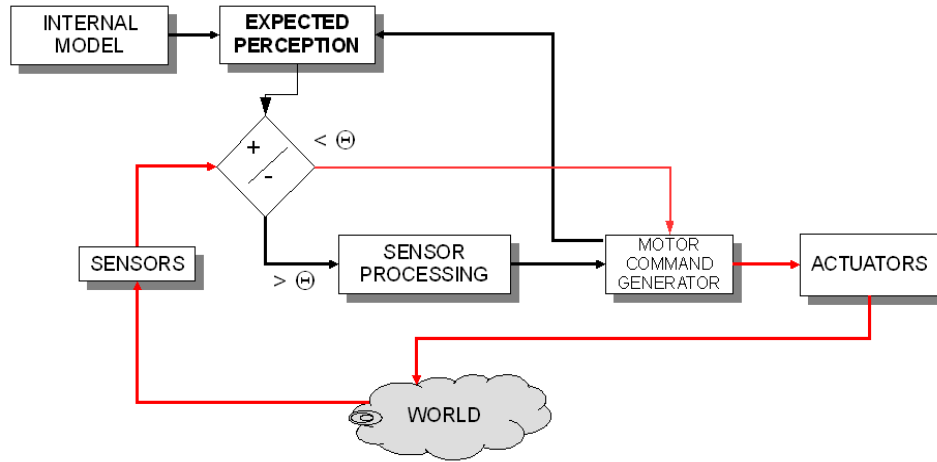 INTERNAL
MODEL
EXPECTED
PERCEPTION
+
-
< Θ
> Θ
SENSORS
SENSOR
PROCESSING
MOTOR
COMMAND
GENERATOR
ACTUATORS
WORLD